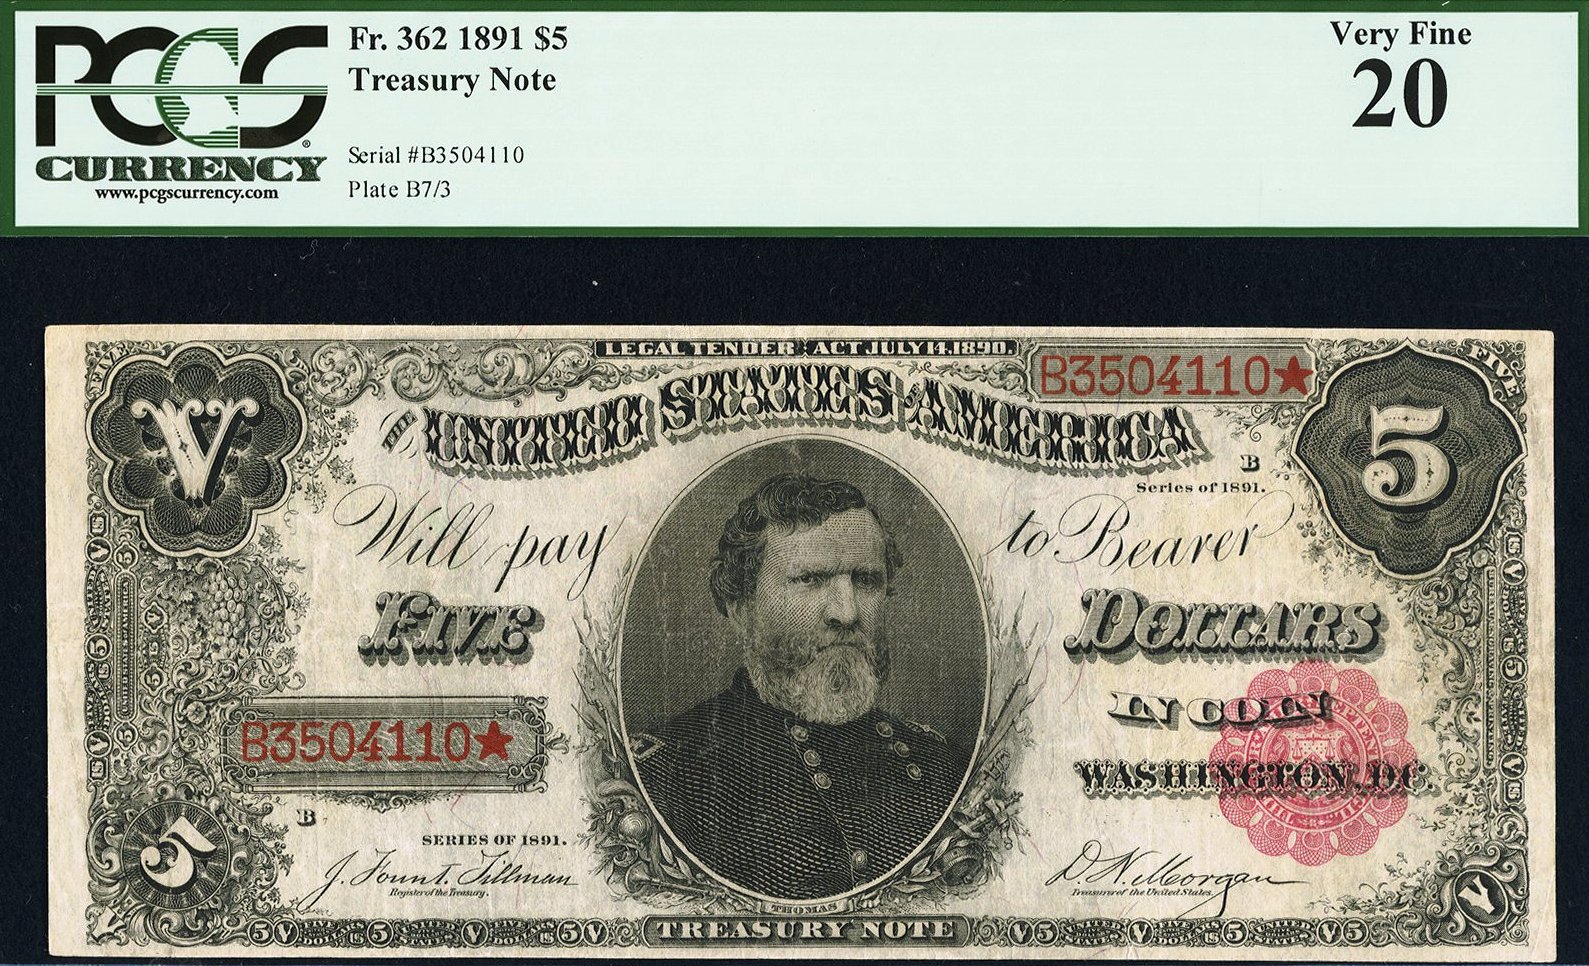 PCGS
CURRENCY
www.pcgscurrency.com
Fr. 362 1891 $5
Treasury Note
Serial #B3504110
Plate B7/3
Very Fine
20
LEGAL TENDER ACT JULY 14. 1890.
B3504110★
FIVE
FIVE
V
THE UNITED STATES OF AMERICA
5
B
Series of 1891.
Will pay to Bearer
FIVE DOLLARS
IN COIN
B3504110★
WASHINGTON, D.C.
B
SERIES OF 1891.
5
J. Fount. Tillman
Register of the Treasury.
D. N. Morgan
Treasurer of the United States.
THOMAS
V
TREASURY NOTE